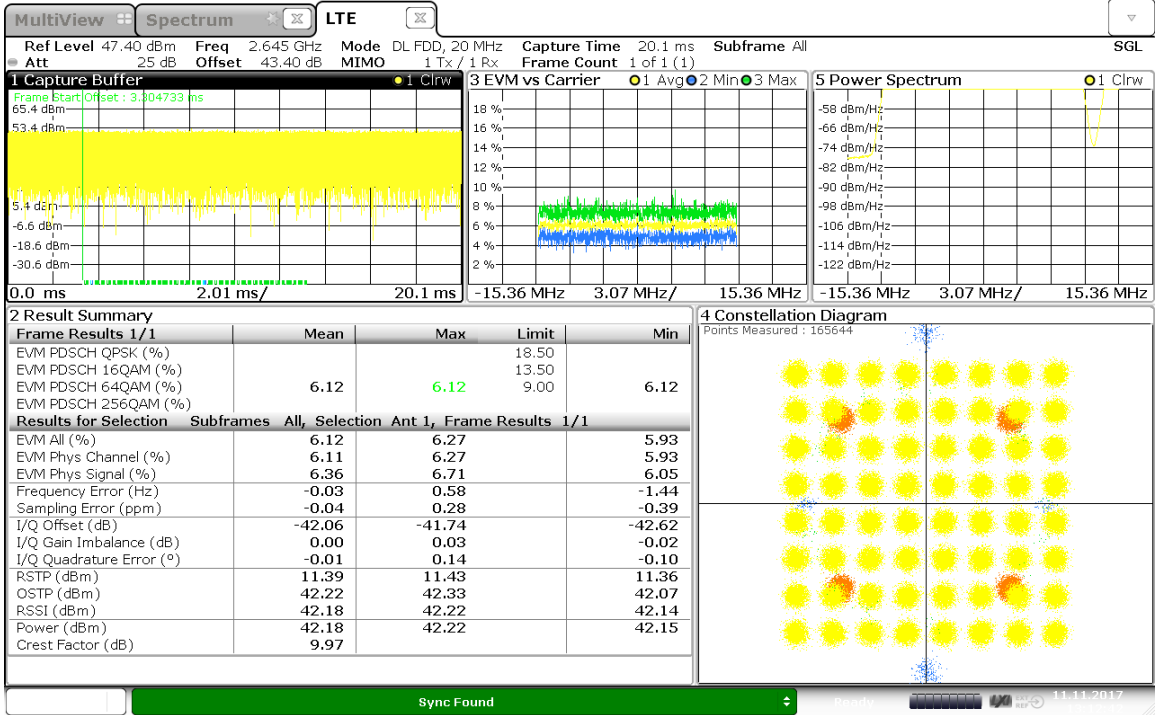 MultiView Spectrum LTE
Ref Level 47.40 dBm Freq 2.645 GHz Mode DL FDD, 20 MHz Capture Time 20.1 ms Subframe All SGL
Att 25 dB Offset 43.40 dB MIMO 1 Tx / 1 Rx Frame Count 1 of 1 (1)
1 Capture Buffer 1 Clrw
Frame Start Offset : 3.304733 ms
65.4 dBm
53.4 dBm
5.4 dBm
-6.6 dBm
-18.6 dBm
-30.6 dBm
0.0 ms 2.01 ms/ 20.1 ms
3 EVM vs Carrier 1 Avg 2 Min 3 Max
18 %
16 %
14 %
12 %
10 %
8 %
6 %
4 %
2 %
-15.36 MHz 3.07 MHz/ 15.36 MHz
5 Power Spectrum 1 Clrw
-58 dBm/Hz
-66 dBm/Hz
-74 dBm/Hz
-82 dBm/Hz
-90 dBm/Hz
-98 dBm/Hz
-106 dBm/Hz
-114 dBm/Hz
-122 dBm/Hz
-15.36 MHz 3.07 MHz/ 15.36 MHz
2 Result Summary
Frame Results 1/1 Mean Max Limit Min
EVM PDSCH QPSK (%) 18.50
EVM PDSCH 16QAM (%) 13.50
EVM PDSCH 64QAM (%) 6.12 6.12 9.00 6.12
EVM PDSCH 256QAM (%)
Results for Selection Subframes All, Selection Ant 1, Frame Results 1/1
EVM All (%) 6.12 6.27 5.93
EVM Phys Channel (%) 6.11 6.27 5.93
EVM Phys Signal (%) 6.36 6.71 6.05
Frequency Error (Hz) -0.03 0.58 -1.44
Sampling Error (ppm) -0.04 0.28 -0.39
I/Q Offset (dB) -42.06 -41.74 -42.62
I/Q Gain Imbalance (dB) 0.00 0.03 -0.02
I/Q Quadrature Error (°) -0.01 0.14 -0.10
RSTP (dBm) 11.39 11.43 11.36
OSTP (dBm) 42.22 42.33 42.07
RSSI (dBm) 42.18 42.22 42.14
Power (dBm) 42.18 42.22 42.15
Crest Factor (dB) 9.97
4 Constellation Diagram
Points Measured : 165644
Sync Found
Ready
11.11.2017